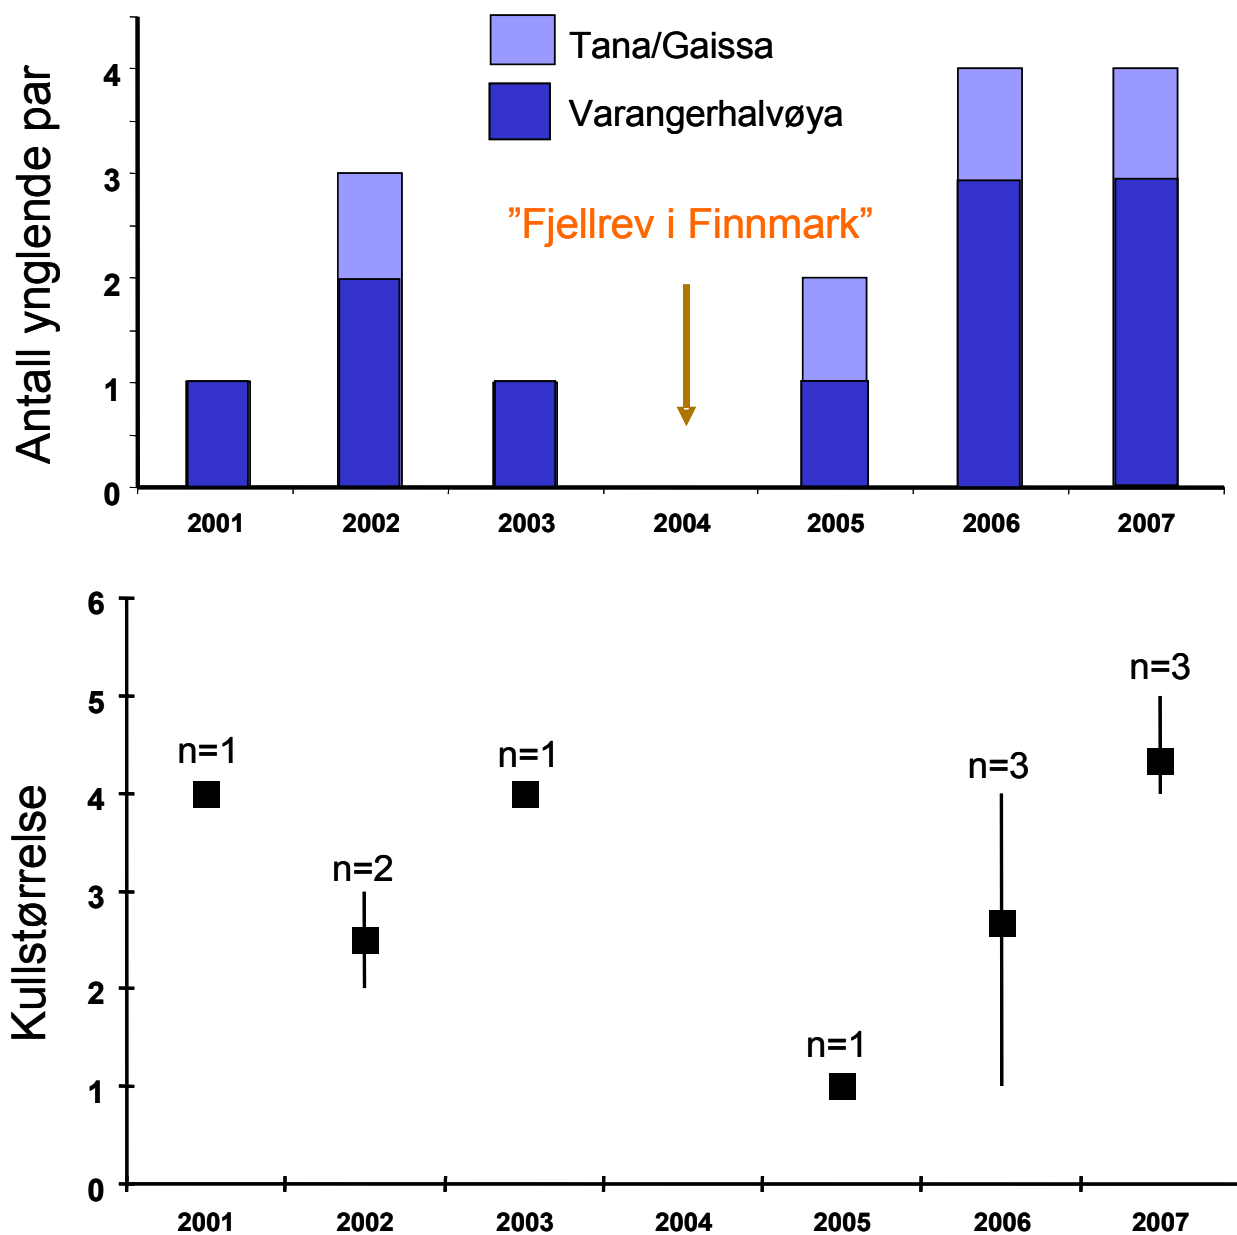 Antall ynglende par
Tana/Gaissa
Varangerhalvøya
"Fjellrev i Finnmark"
4
3
2
1
0
2001 2002 2003 2004 2005 2006 2007
Kullstørrelse
6
5
4
3
2
1
0
n=1
n=2
n=1
n=1
n=3
n=3
2001 2002 2003 2004 2005 2006 2007